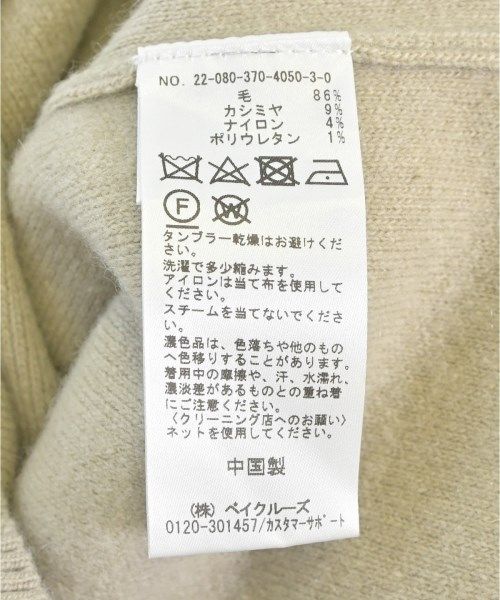 NO. 22-080-370-4050-3-0
毛 86%
カシミヤ 9%
ナイロン 4%
ポリウレタン 1%
F W
タンブラー乾燥はお避けくだ
さい。
洗濯で多少縮みます。
アイロンは当て布を使用して
ください。
スチームを当てないでくださ
い。
濃色品は、色落ちや他のもの
へ色移りすることがあります。
着用中の摩擦や、汗、水濡れ、
濃淡差があるものとの重ね着
にご注意ください。
〈クリーニング店へのお願い〉
ネットを使用してください。
中国製
(株) ベイクルーズ
0120-301457/カスタマーサポート